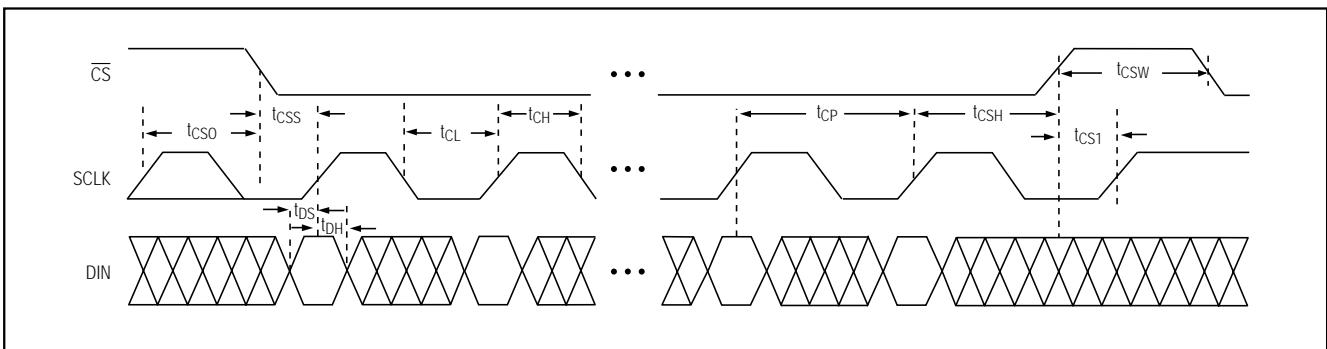 CS
tCSW
tCSS
tCH
tCP
tCSH
tCSO
tCL
tCS1
SCLK
tDS
tDH
DIN